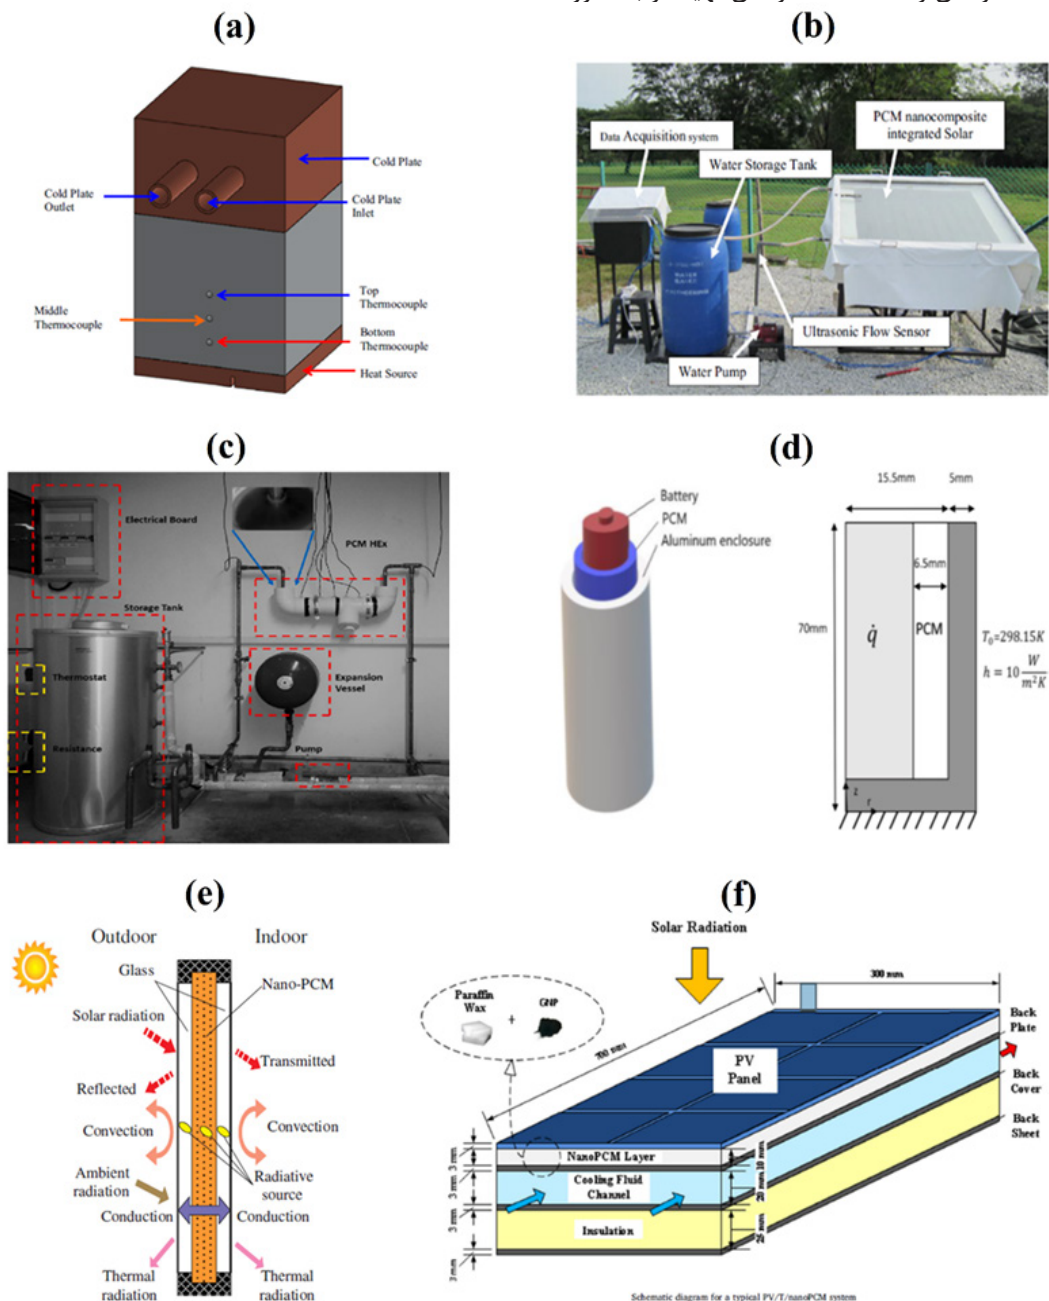 (a)
Cold Plate
Cold Plate
Outlet
Cold Plate
Inlet
Top
Thermocouple
Middle
Thermocouple
Bottom
Thermocouple
Heat Source
(b)
Data Acquisition system
PCM nanocomposite
integrated Solar
Water Storage Tank
WATER
Ultrasonic Flow Sensor
Water Pump
(c)
Electrical Board
PCM HEx
Storage Tank
Thermostat
Expansion
Vessel
Resistance
Pump
(d)
Battery
PCM
Aluminum enclosure
15.5mm
5mm
6.5mm
70mm
q̇
PCM
T₀=298.15K
h = 10 W/m²K
z
r
(e)
Outdoor
Indoor
Glass
Nano-PCM
Solar radiation
Transmitted
Reflected
Convection
Convection
Ambient
radiation
Radiative
source
Conduction
Conduction
Thermal
radiation
Thermal
radiation
(f)
Solar Radiation
300 mm
Paraffin
Wax
+
GNP
700 mm
PV
Panel
Back
Plate
Back
Cover
Back
Sheet
NanoPCM Layer
Cooling Fluid
Channel
Insulation
3 mm
3 mm
3 mm
3 mm
10 mm
20 mm
25 mm
Schematic diagram for a typical PV/T/nanoPCM system